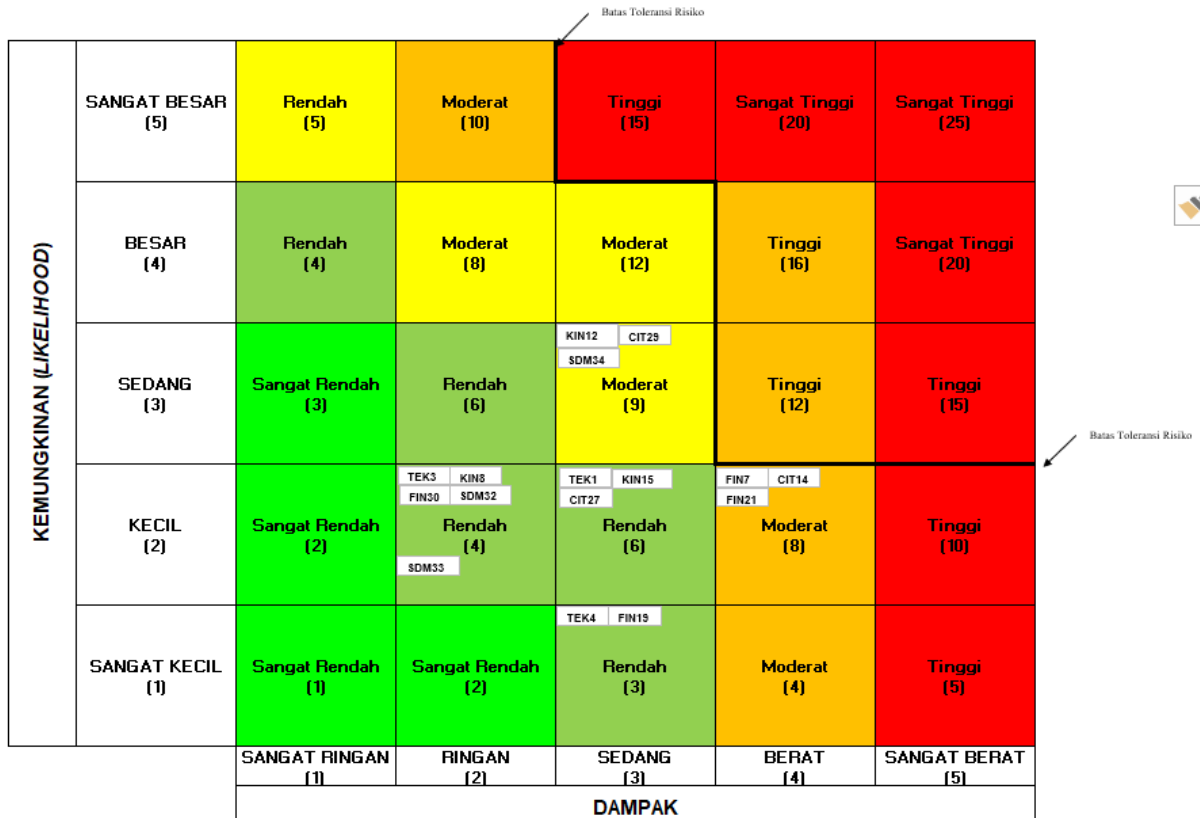 Batas Toleransi Risiko
KEMUNGKINAN (LIKELIHOOD)
SANGAT BESAR
(5)
Rendah
(5)
Moderat
(10)
Tinggi
(15)
Sangat Tinggi
(20)
Sangat Tinggi
(25)
BESAR
(4)
Rendah
(4)
Moderat
(8)
Moderat
(12)
Tinggi
(16)
Sangat Tinggi
(20)
SEDANG
(3)
Sangat Rendah
(3)
Rendah
(6)
KIN12 CIT29
SDM34
Moderat
(9)
Tinggi
(12)
Tinggi
(15)
Batas Toleransi Risiko
KECIL
(2)
Sangat Rendah
(2)
TEK3 KIN8
FIN30 SDM32
Rendah
(4)
SDM33
TEK1 KIN15
CIT27
Rendah
(6)
FIN7 CIT14
FIN21
Moderat
(8)
Tinggi
(10)
SANGAT KECIL
(1)
Sangat Rendah
(1)
Sangat Rendah
(2)
TEK4 FIN19
Rendah
(3)
Moderat
(4)
Tinggi
(5)
SANGAT RINGAN
(1)
RINGAN
(2)
SEDANG
(3)
BERAT
(4)
SANGAT BERAT
(5)
DAMPAK